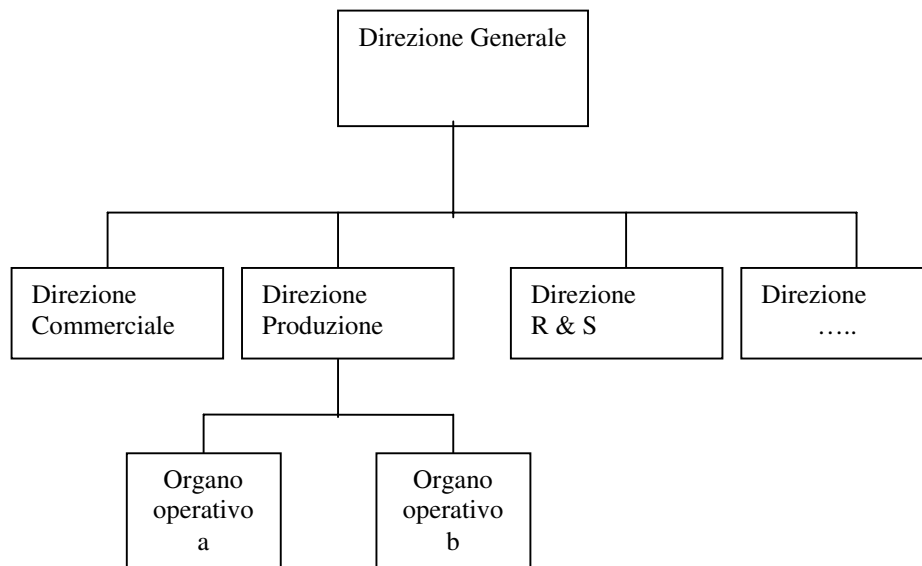 Direzione Generale
Direzione
Commerciale
Direzione
Produzione
Direzione
R & S
Direzione
…..
Organo
operativo
a
Organo
operativo
b